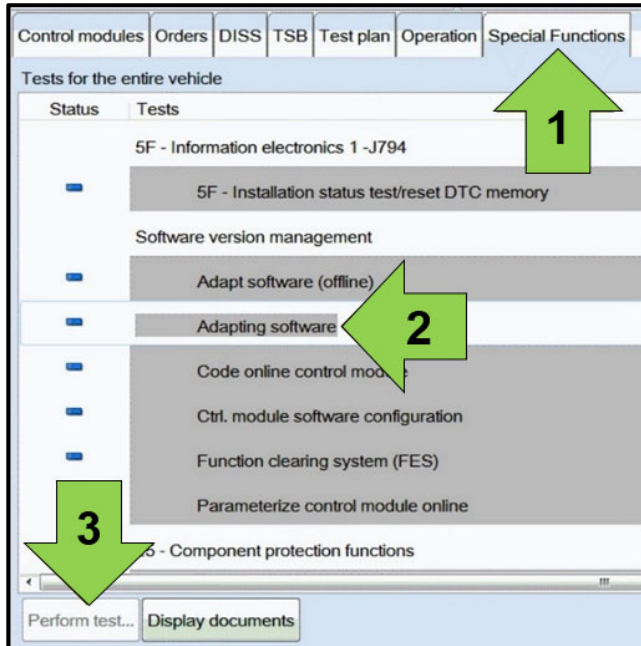 Control modules Orders DISS TSB Test plan Operation Special Functions
Tests for the entire vehicle
Status Tests
1
5F - Information electronics 1 -J794
5F - Installation status test/reset DTC memory
Software version management
Adapt software (offline)
Adapting software 2
Code online control module
Ctrl. module software configuration
Function clearing system (FES)
Parameterize control module online
3
5 - Component protection functions
Perform test... Display documents